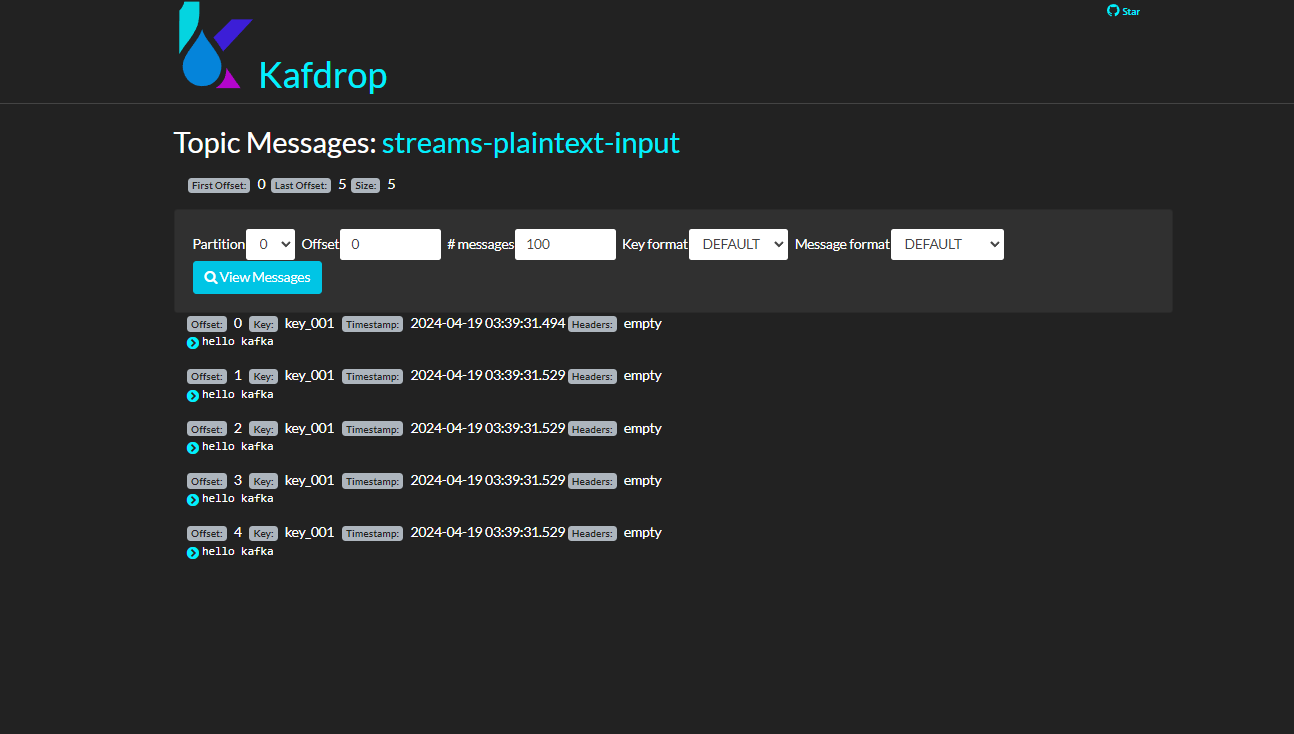 Star
Kafdrop
Topic Messages: streams-plaintext-input
First Offset: 0 Last Offset: 5 Size: 5
Partition 0 Offset 0 # messages 100 Key format DEFAULT Message format DEFAULT
View Messages
Offset: 0 Key: key_001 Timestamp: 2024-04-19 03:39:31.494 Headers: empty
hello kafka
Offset: 1 Key: key_001 Timestamp: 2024-04-19 03:39:31.529 Headers: empty
hello kafka
Offset: 2 Key: key_001 Timestamp: 2024-04-19 03:39:31.529 Headers: empty
hello kafka
Offset: 3 Key: key_001 Timestamp: 2024-04-19 03:39:31.529 Headers: empty
hello kafka
Offset: 4 Key: key_001 Timestamp: 2024-04-19 03:39:31.529 Headers: empty
hello kafka